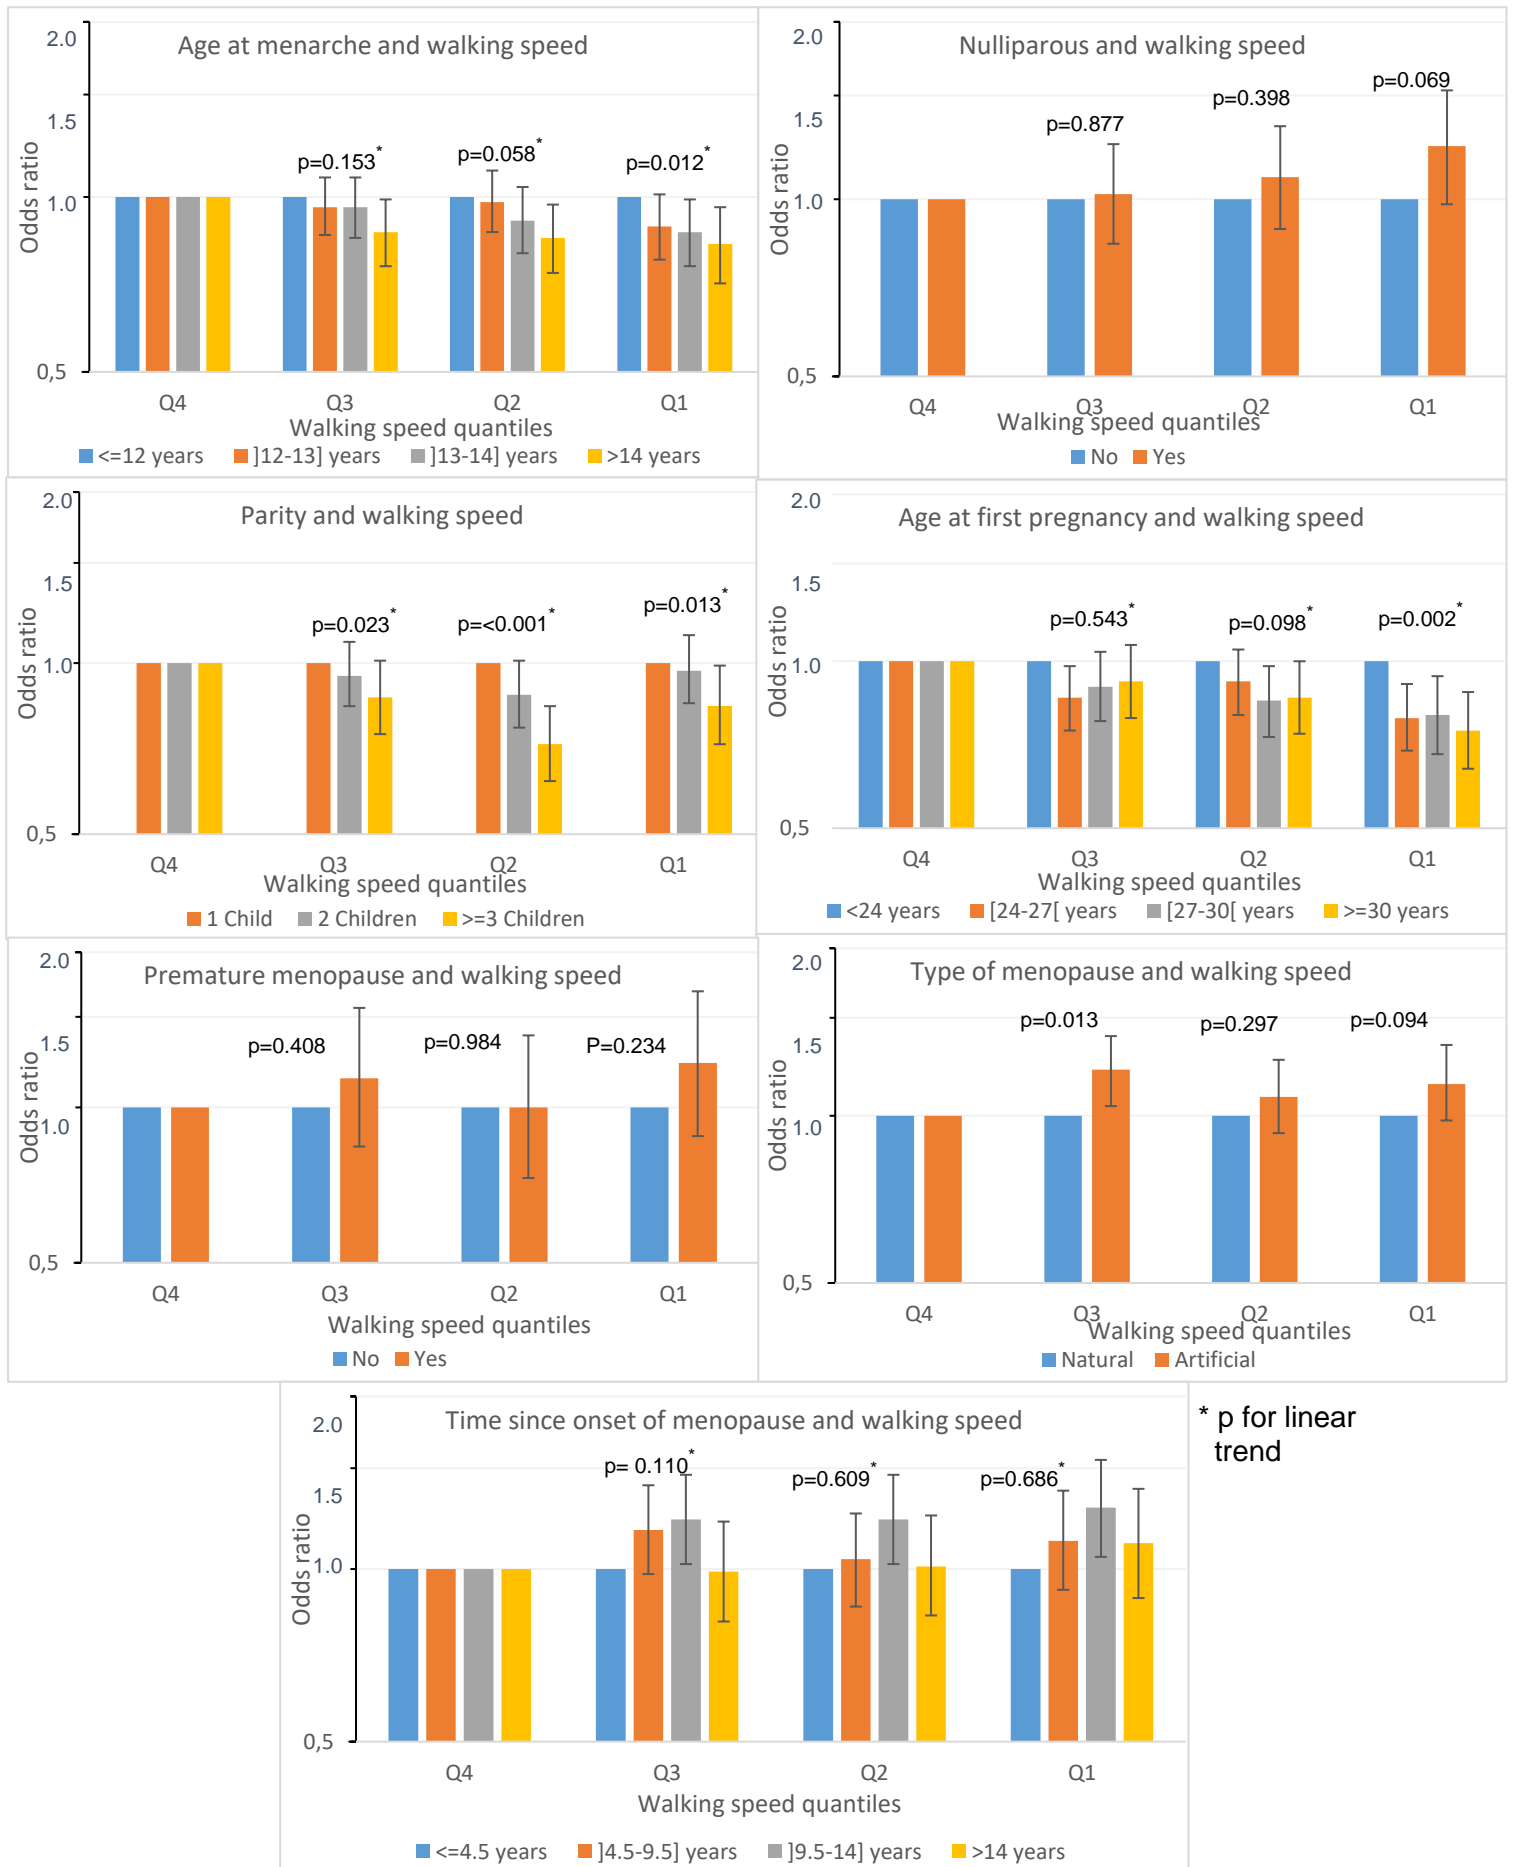 Age at menarche and walking speed
2.0
1.5
1.0
0,5
Odds ratio
p=0.153*
p=0.058*
p=0.012*
Q4 Q3 Q2 Q1
Walking speed quantiles
<=12 years ]12-13] years ]13-14] years >14 years
Nulliparous and walking speed
2.0
1.5
1.0
0,5
Odds ratio
p=0.877
p=0.398
p=0.069
Q4 Q3 Q2 Q1
Walking speed quantiles
No Yes
Parity and walking speed
2.0
1.5
1.0
0,5
Odds ratio
p=0.023*
p=<0.001*
p=0.013*
Q4 Q3 Q2 Q1
Walking speed quantiles
1 Child 2 Children >=3 Children
Age at first pregnancy and walking speed
2.0
1.5
1.0
0,5
Odds ratio
p=0.543*
p=0.098*
p=0.002*
Q4 Q3 Q2 Q1
Walking speed quantiles
<24 years [24-27[ years [27-30[ years >=30 years
Premature menopause and walking speed
2.0
1.5
1.0
0,5
Odds ratio
p=0.408
p=0.984
P=0.234
Q4 Q3 Q2 Q1
Walking speed quantiles
No Yes
Type of menopause and walking speed
2.0
1.5
1.0
0,5
Odds ratio
p=0.013
p=0.297
p=0.094
Q4 Q3 Q2 Q1
Walking speed quantiles
Natural Artificial
Time since onset of menopause and walking speed
2.0
1.5
1.0
0,5
Odds ratio
p= 0.110*
p=0.609*
p=0.686*
Q4 Q3 Q2 Q1
Walking speed quantiles
<=4.5 years ]4.5-9.5] years ]9.5-14] years >14 years
* p for linear
trend